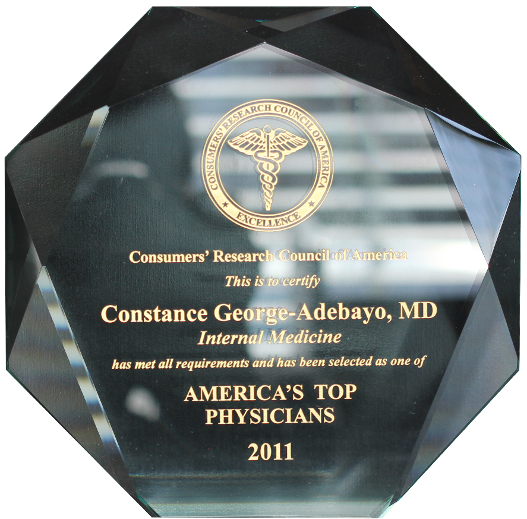 CONSUMERS' RESEARCH COUNCIL OF AMERICA
EXCELLENCE
Consumers' Research Council of America
This is to certify
Constance George-Adebayo, MD
Internal Medicine
has met all requirements and has been selected as one of
AMERICA'S TOP
PHYSICIANS
2011